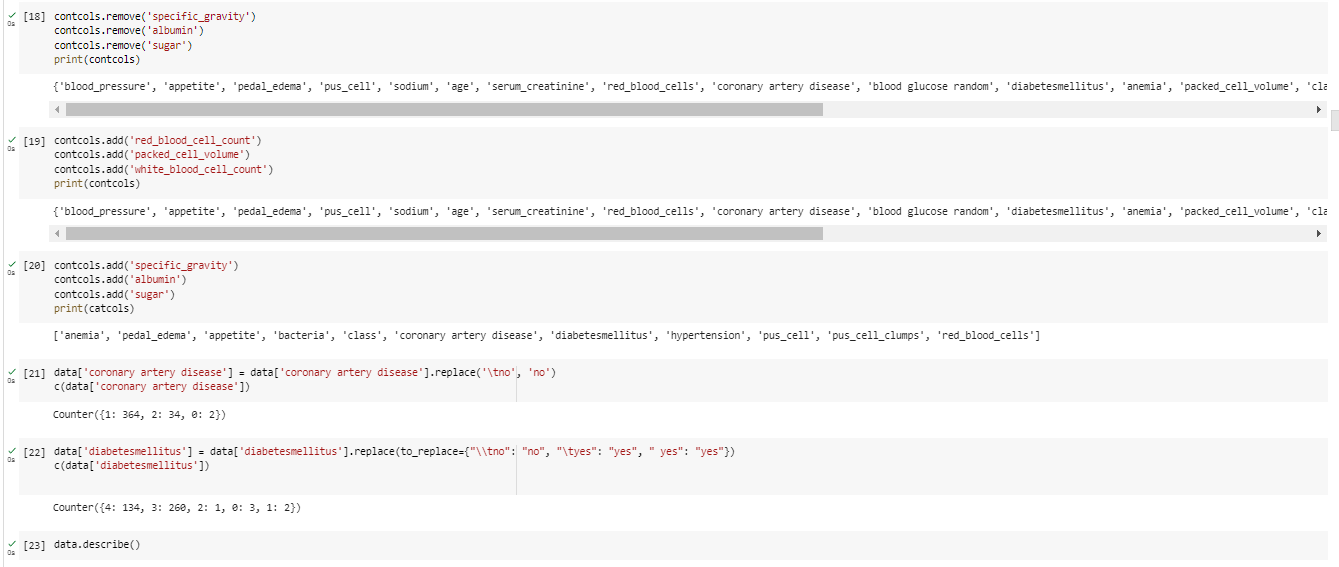 [18] contcols.remove('specific_gravity')
contcols.remove('albumin')
contcols.remove('sugar')
print(contcols)
0s
{'blood_pressure', 'appetite', 'pedal_edema', 'pus_cell', 'sodium', 'age', 'serum_creatinine', 'red_blood_cells', 'coronary artery disease', 'blood glucose random', 'diabetesmellitus', 'anemia', 'packed_cell_volume', 'cla
[19] contcols.add('red_blood_cell_count')
contcols.add('packed_cell_volume')
contcols.add('white_blood_cell_count')
print(contcols)
0s
{'blood_pressure', 'appetite', 'pedal_edema', 'pus_cell', 'sodium', 'age', 'serum_creatinine', 'red_blood_cells', 'coronary artery disease', 'blood glucose random', 'diabetesmellitus', 'anemia', 'packed_cell_volume', 'cla
[20] contcols.add('specific_gravity')
contcols.add('albumin')
contcols.add('sugar')
print(catcols)
0s
['anemia', 'pedal_edema', 'appetite', 'bacteria', 'class', 'coronary artery disease', 'diabetesmellitus', 'hypertension', 'pus_cell', 'pus_cell_clumps', 'red_blood_cells']
[21] data['coronary artery disease'] = data['coronary artery disease'].replace('\tno', 'no')
c(data['coronary artery disease'])
0s
Counter({1: 364, 2: 34, 0: 2})
[22] data['diabetesmellitus'] = data['diabetesmellitus'].replace(to_replace={"\\tno": "no", "\tyes": "yes", " yes": "yes"})
c(data['diabetesmellitus'])
0s
Counter({4: 134, 3: 260, 2: 1, 0: 3, 1: 2})
[23] data.describe()
0s